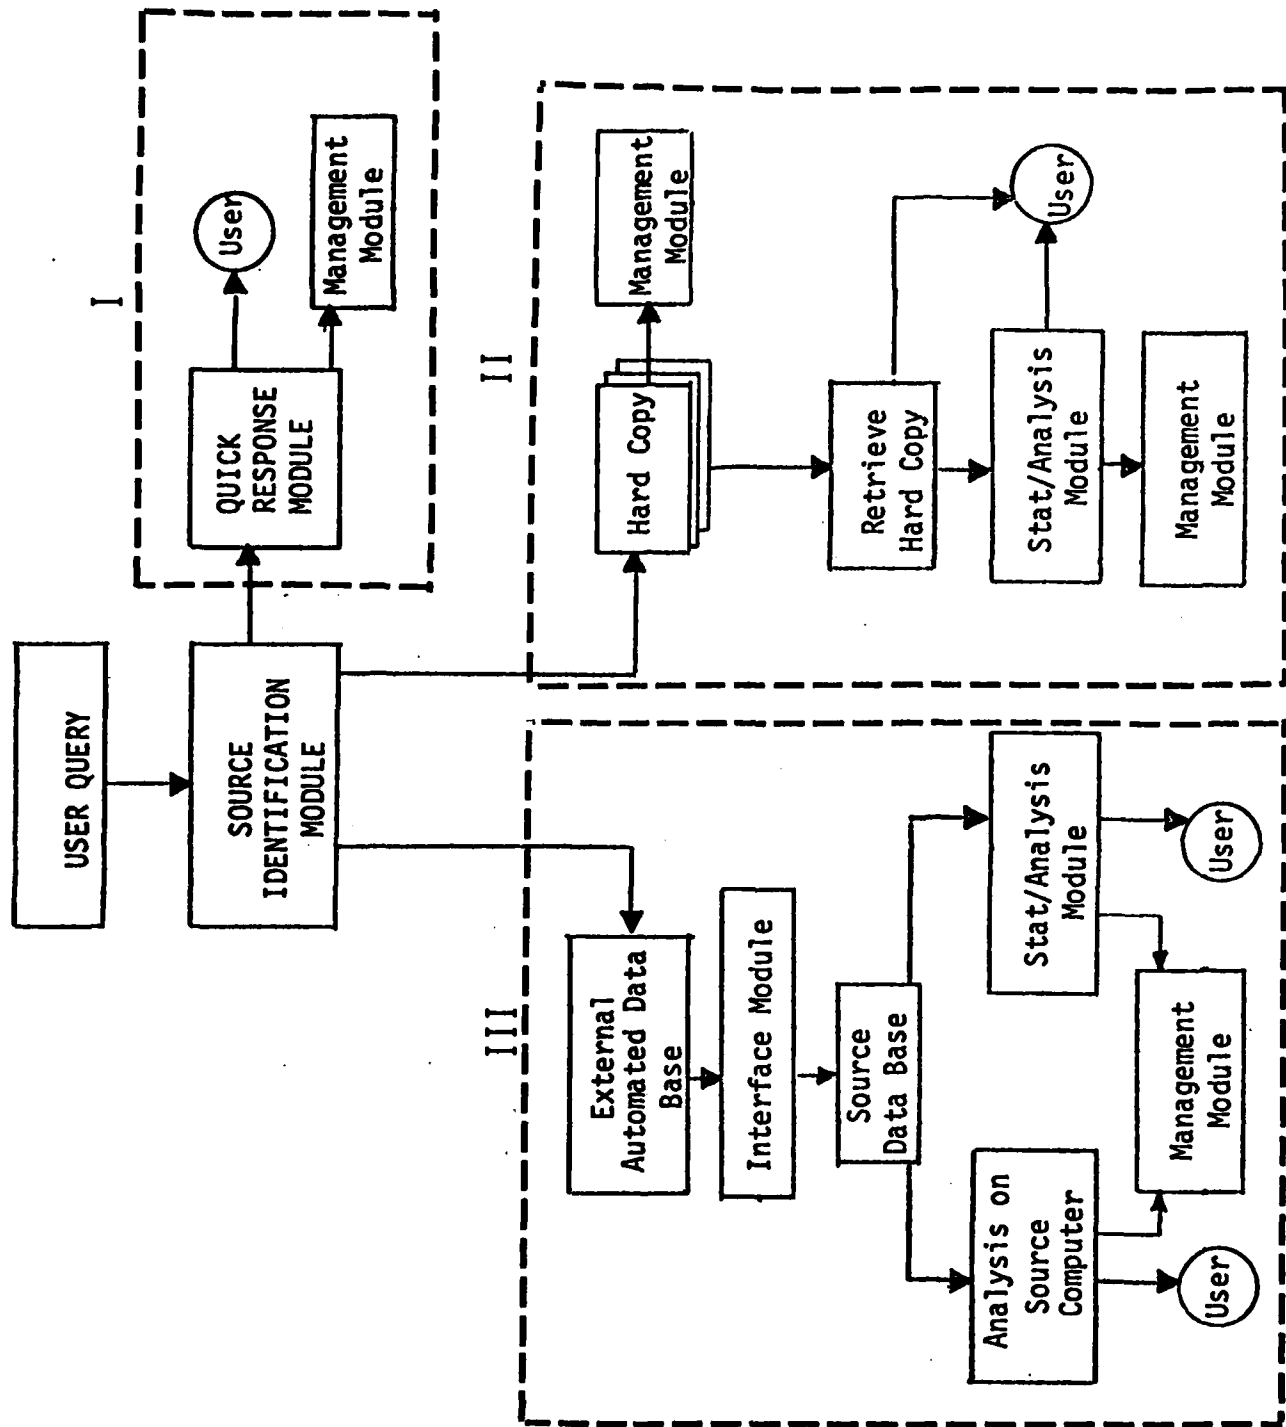 USER QUERY
SOURCE
IDENTIFICATION
MODULE
I
QUICK
RESPONSE
MODULE
User
Management
Module
II
Hard Copy
Management
Module
Retrieve
Hard Copy
User
Stat/Analysis
Module
Management
Module
III
External
Automated Data
Base
Interface Module
Source
Data Base
Analysis on
Source
Computer
Stat/Analysis
Module
Management
Module
User
User